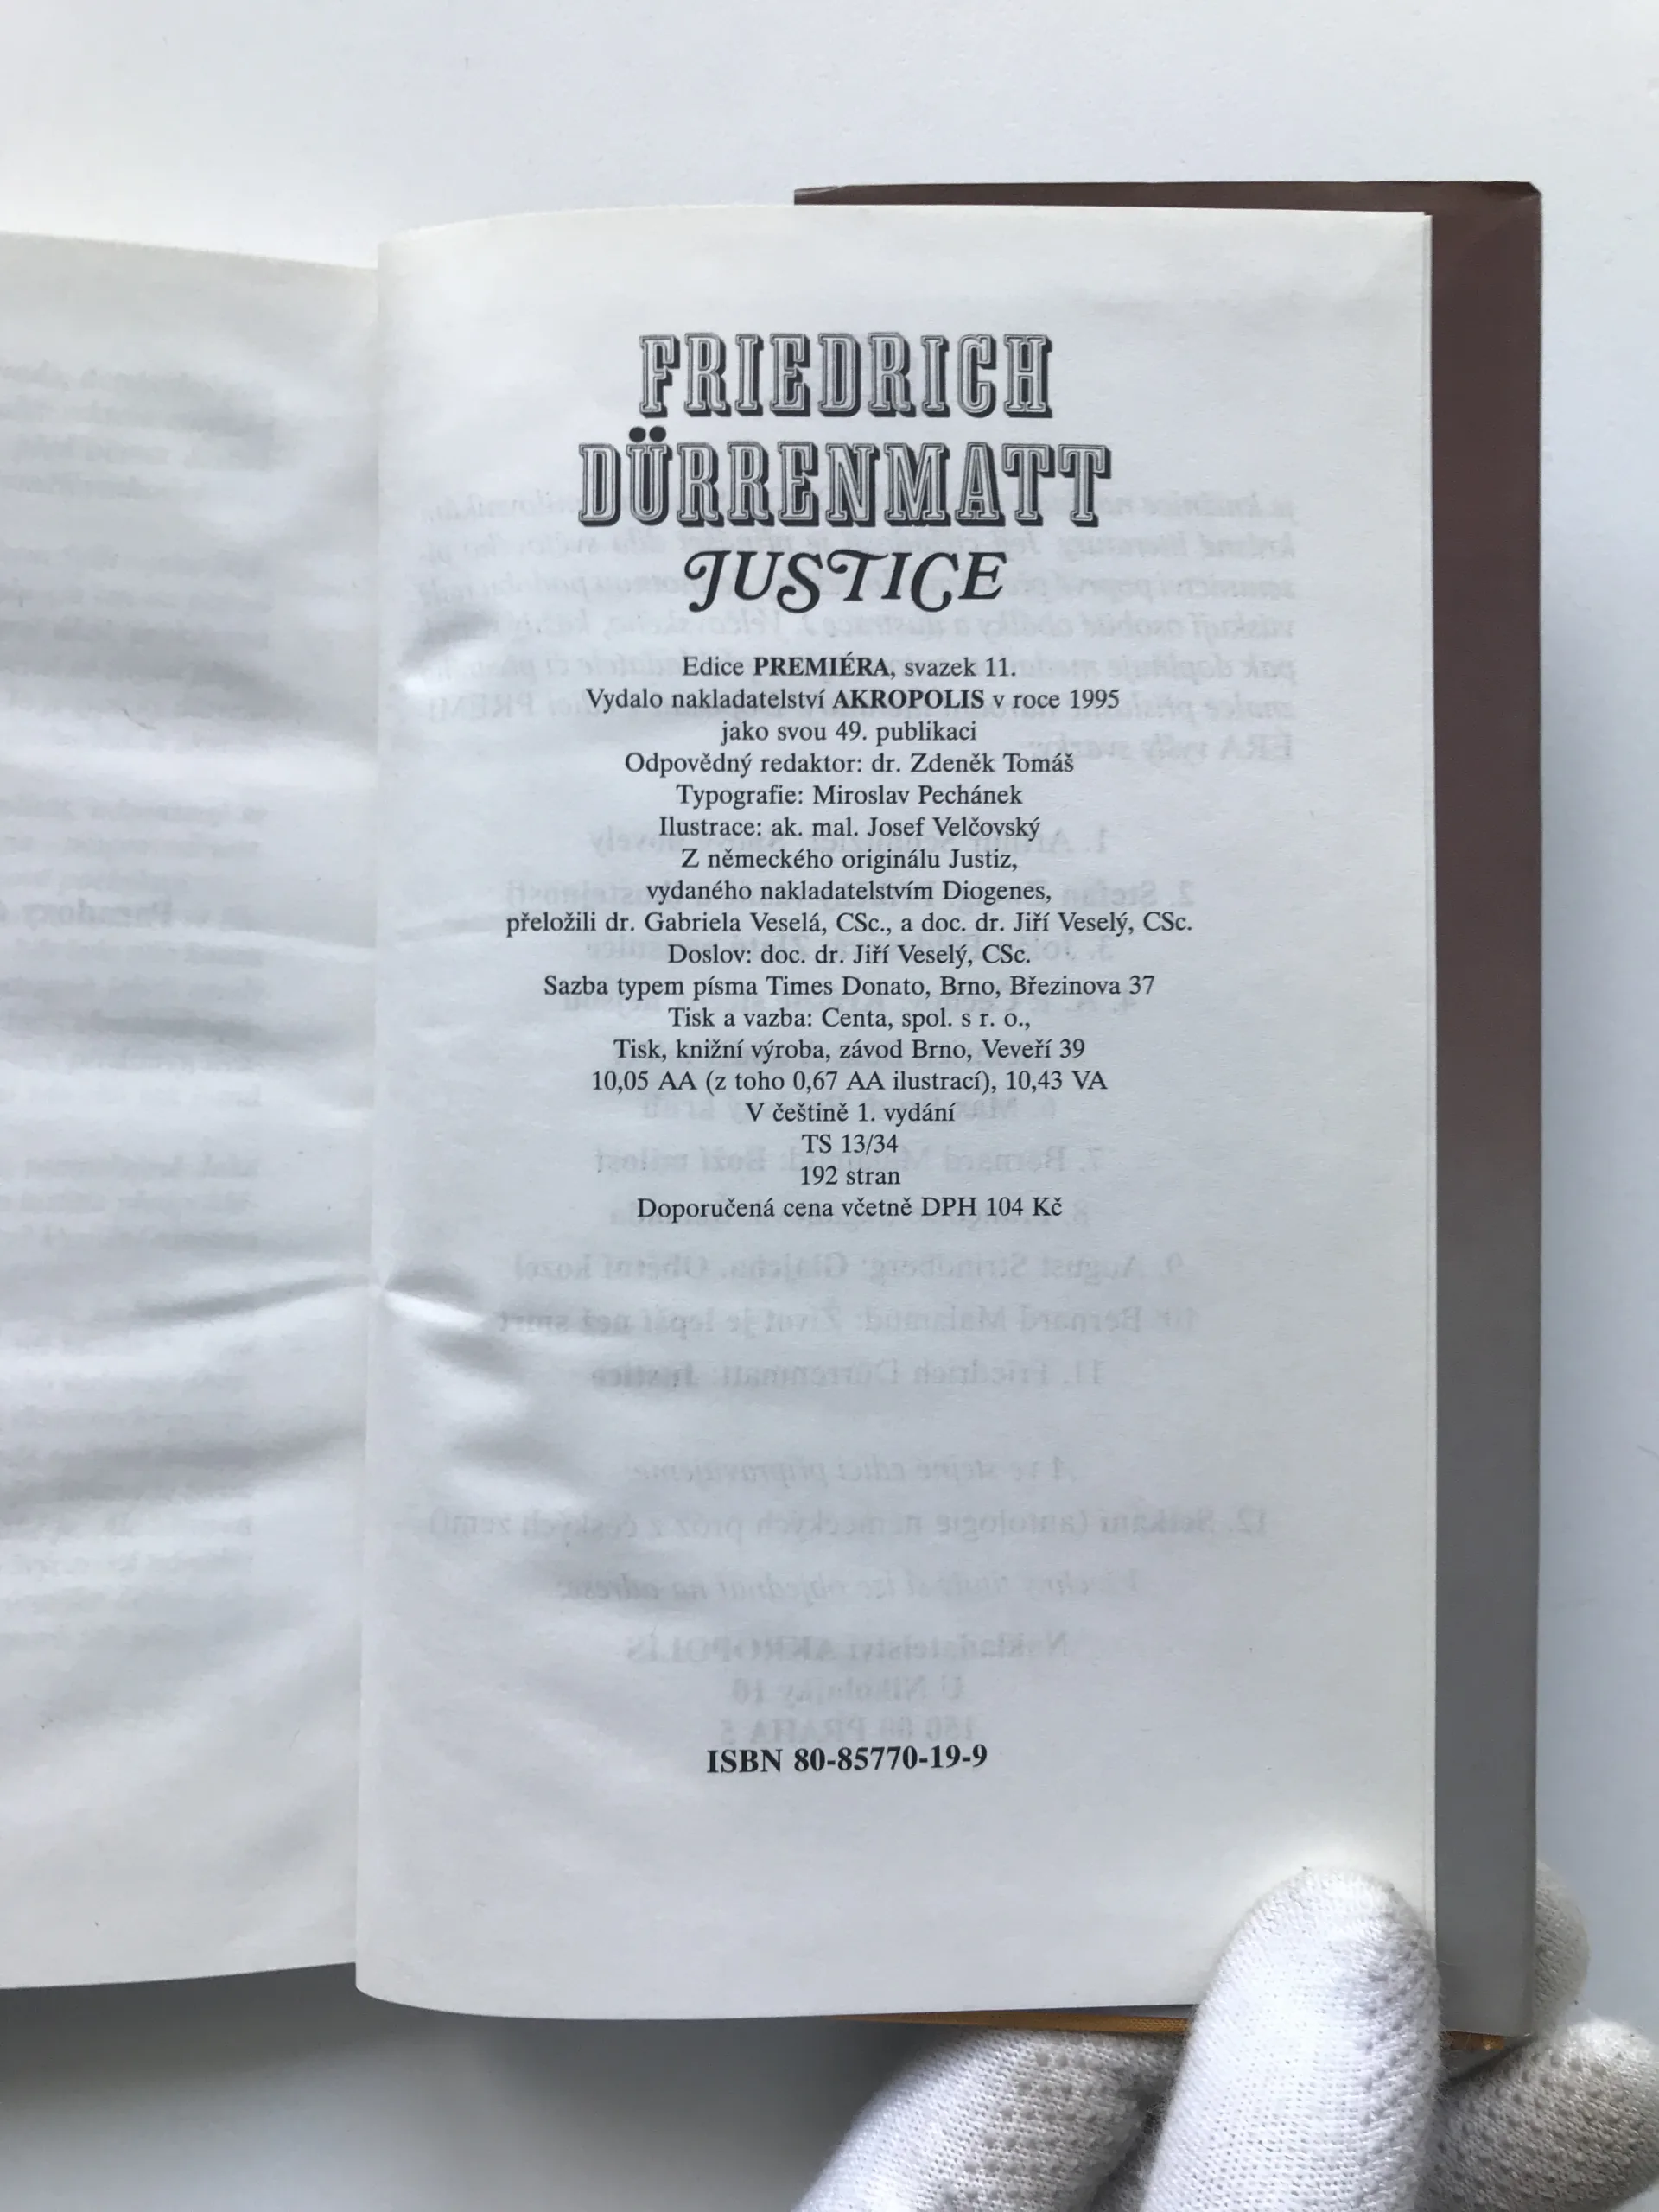 FRIEDRICH
DÜRRENMATT
JUSTICE
Edice PREMIÉRA, svazek 11.
Vydalo nakladatelství AKROPOLIS v roce 1995
jako svou 49. publikaci
Odpovědný redaktor: dr. Zdeněk Tomáš
Typografie: Miroslav Pechánek
Ilustrace: ak. mal. Josef Velčovský
Z německého originálu Justiz,
vydaného nakladatelstvím Diogenes,
přeložili dr. Gabriela Veselá, CSc., a doc. dr. Jiří Veselý, CSc.
Doslov: doc. dr. Jiří Veselý, CSc.
Sazba typem písma Times Donato, Brno, Březinova 37
Tisk a vazba: Centa, spol. s r. o.,
Tisk, knižní výroba, závod Brno, Veveří 39
10,05 AA (z toho 0,67 AA ilustrací), 10,43 VA
V češtině 1. vydání
TS 13/34
192 stran
Doporučená cena včetně DPH 104 Kč
ISBN 80-85770-19-9